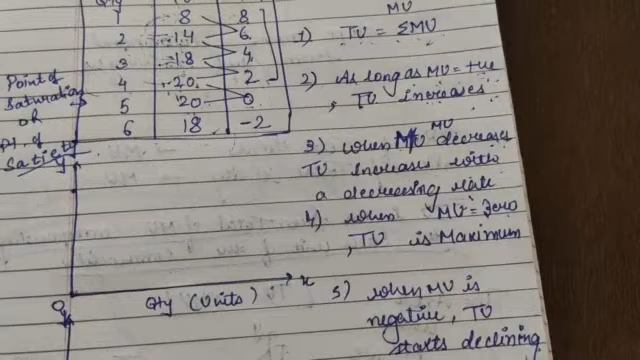 Qty
MU
1 8 8
2 14 6
3 18 4
4 20 2
5 20 0
6 18 -2
Point of
Saturation
or
Pt. of
Satiety
y
O
x
Qty (Units)
1) TU = ΣMU
2) As long as MU = +ve
, TU Increases
3) when MU decreases
TU Increases with
a decreasing rate
4) when MU = Zero
, TU is Maximum
5) when MU is
negative, TU
starts declining